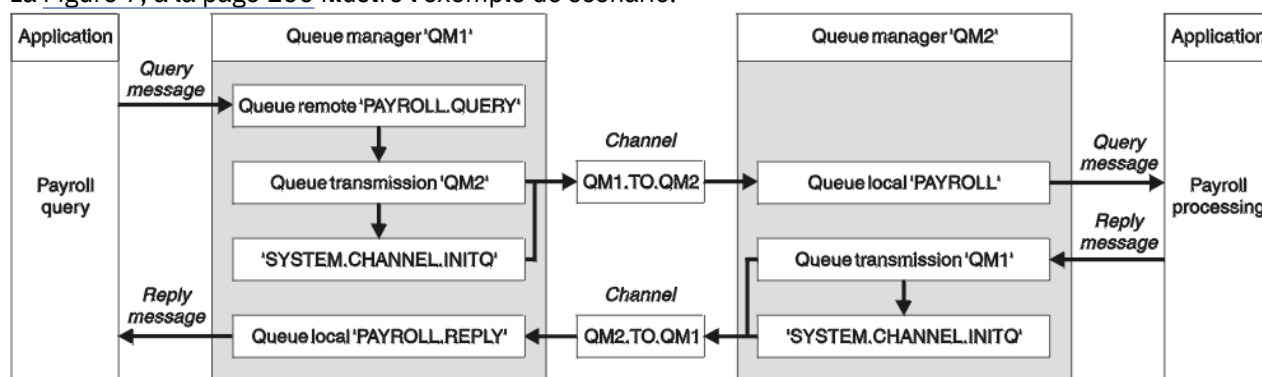 La Figure 7, à la page illustre l'exemple de scénario.
Application
Queue manager 'QM1'
Queue manager 'QM2'
Application
Query
message
Queue remote 'PAYROLL.QUERY'
Payroll
query
Queue transmission 'QM2'
Channel
QM1.TO.QM2
Queue local 'PAYROLL'
Query
message
Payroll
processing
'SYSTEM.CHANNEL.INITQ'
Queue transmission 'QM1'
Reply
message
Reply
message
Queue local 'PAYROLL.REPLY'
Channel
QM2.TO.QM1
'SYSTEM.CHANNEL.INITQ'